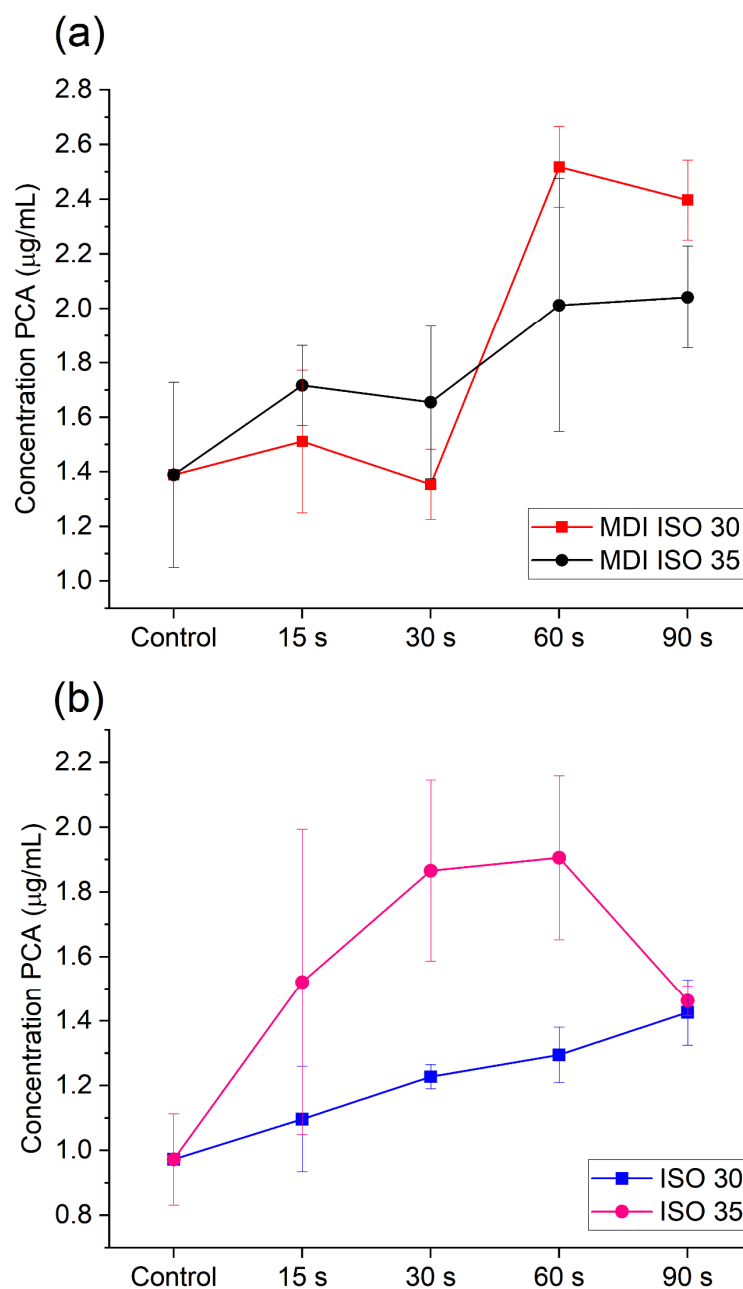 (a)
Concentration PCA (μg/mL)
2.8
2.6
2.4
2.2
2.0
1.8
1.6
1.4
1.2
1.0
MDI ISO 30
MDI ISO 35
Control 15 s 30 s 60 s 90 s
(b)
Concentration PCA (μg/mL)
2.2
2.0
1.8
1.6
1.4
1.2
1.0
0.8
ISO 30
ISO 35
Control 15 s 30 s 60 s 90 s